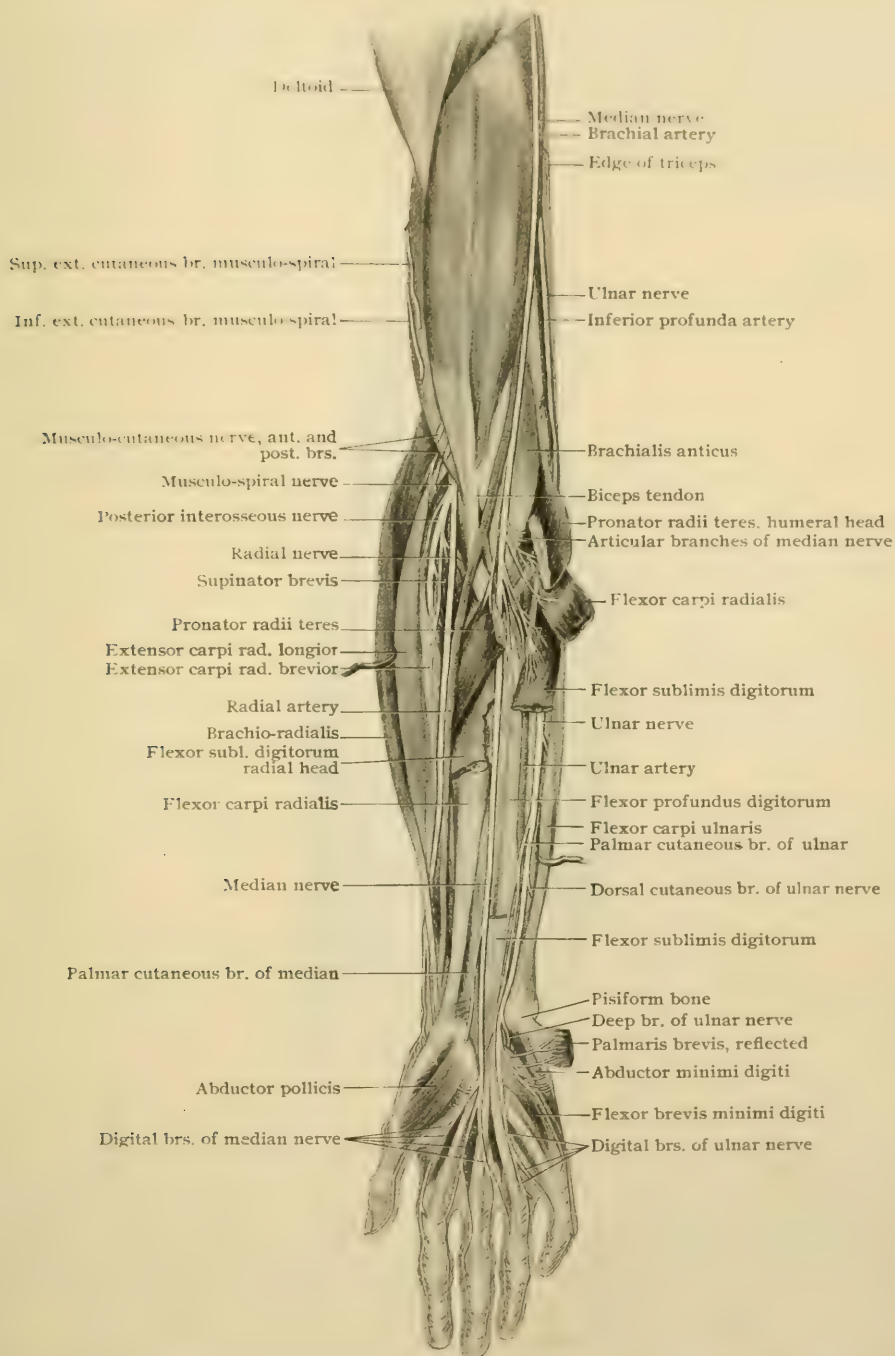 Deltoid
Sup. ext. cutaneous br. musculo-spiral
Inf. ext. cutaneous br. musculo spiral
Musculo-cutaneous nerve, ant. and
post. brs.
Musculo-spiral nerve
Posterior interosseous nerve
Radial nerve
Supinator brevis
Pronator radii teres
Extensor carpi rad. longior
Extensor carpi rad. brevior
Radial artery
Brachio-radialis
Flexor subl. digitorum
radial head
Flexor carpi radialis
Median nerve
Palmar cutaneous br. of median
Abductor pollicis
Digital brs. of median nerve
Median nerve
Brachial artery
Edge of triceps
Ulnar nerve
Inferior profunda artery
Brachialis anticus
Biceps tendon
Pronator radii teres. humeral head
Articular branches of median nerve
Flexor carpi radialis
Flexor sublimis digitorum
Ulnar nerve
Ulnar artery
Flexor profundus digitorum
Flexor carpi ulnaris
Palmar cutaneous br. of ulnar
Dorsal cutaneous br. of ulnar nerve
Flexor sublimis digitorum
Pisiform bone
Deep br. of ulnar nerve
Palmaris brevis, reflected
Abductor minimi digiti
Flexor brevis minimi digiti
Digital brs. of ulnar nerve